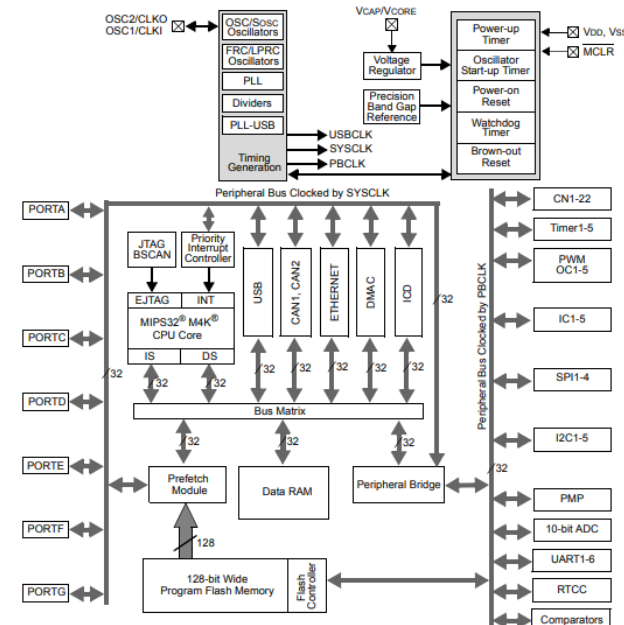 OSC2/CLKO
OSC1/CLKI
OSC/SOSC
Oscillators
FRC/LPRC
Oscillators
PLL
Dividers
PLL-USB
Timing
Generation
USBCLK
SYSCLK
PBCLK
VCAP/VCORE
Voltage
Regulator
Precision
Band Gap
Reference
Power-up
Timer
Oscillator
Start-up Timer
Power-on
Reset
Watchdog
Timer
Brown-out
Reset
VDD, VSS
MCLR
Peripheral Bus Clocked by SYSCLK
PORTA
PORTB
PORTC
PORTD
PORTE
PORTF
PORTG
32
JTAG
BSCAN
Priority
Interrupt
Controller
EJTAG
INT
MIPS32® M4K®
CPU Core
IS
DS
32
32
USB
CAN1, CAN2
ETHERNET
DMAC
ICD
32
32
32
32
32
32
Bus Matrix
32
32
32
Prefetch
Module
Data RAM
Peripheral Bridge
128
128-bit Wide
Program Flash Memory
Flash
Controller
Peripheral Bus Clocked by PBCLK
32
CN1-22
Timer1-5
PWM
OC1-5
IC1-5
SPI1-4
I2C1-5
PMP
10-bit ADC
UART1-6
RTCC
Comparators